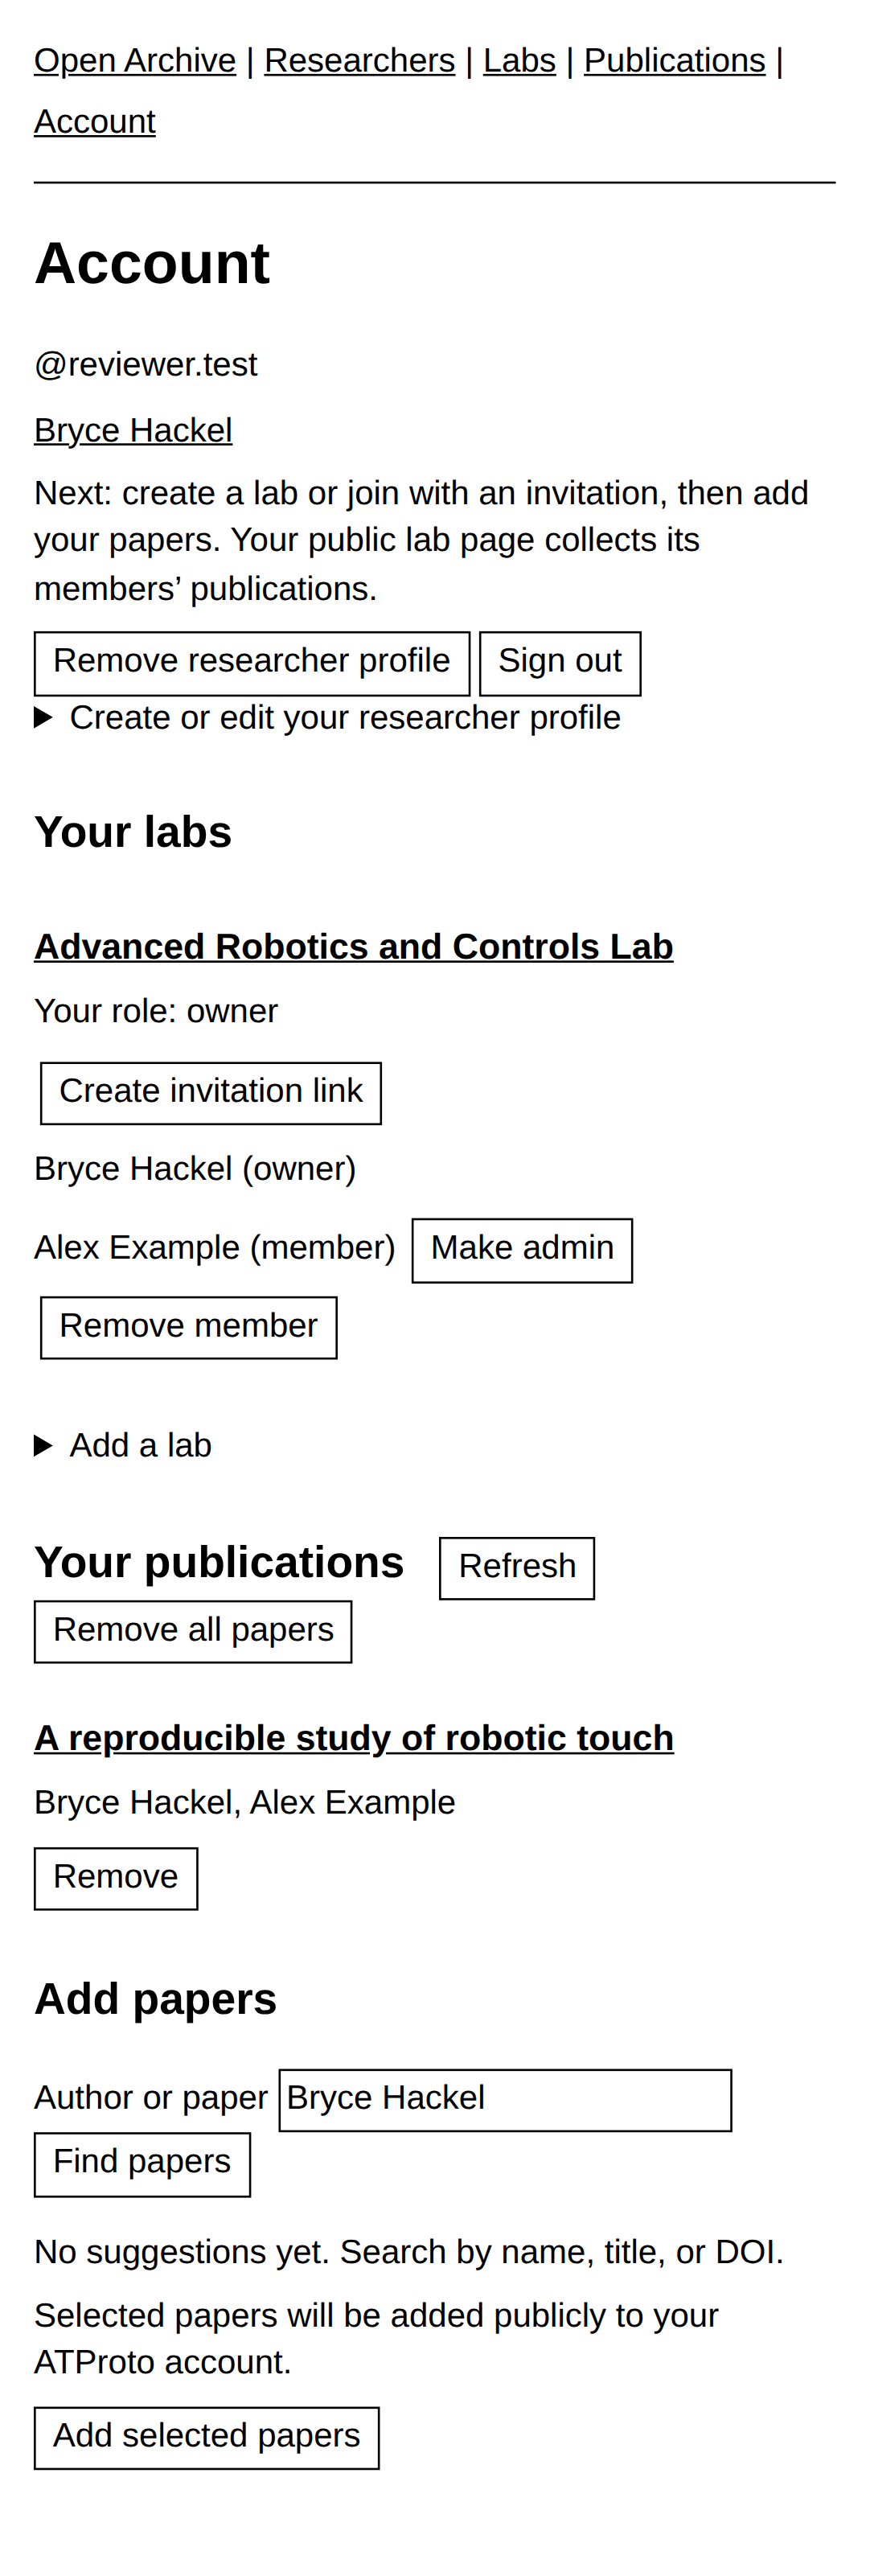 Open Archive | Researchers | Labs | Publications |
Account
Account
@reviewer.test
Bryce Hackel
Next: create a lab or join with an invitation, then add
your papers. Your public lab page collects its
members’ publications.
Remove researcher profile Sign out
Create or edit your researcher profile
Your labs
Advanced Robotics and Controls Lab
Your role: owner
Create invitation link
Bryce Hackel (owner)
Alex Example (member) Make admin
Remove member
Add a lab
Your publications Refresh
Remove all papers
A reproducible study of robotic touch
Bryce Hackel, Alex Example
Remove
Add papers
Author or paper Bryce Hackel
Find papers
No suggestions yet. Search by name, title, or DOI.
Selected papers will be added publicly to your
ATProto account.
Add selected papers